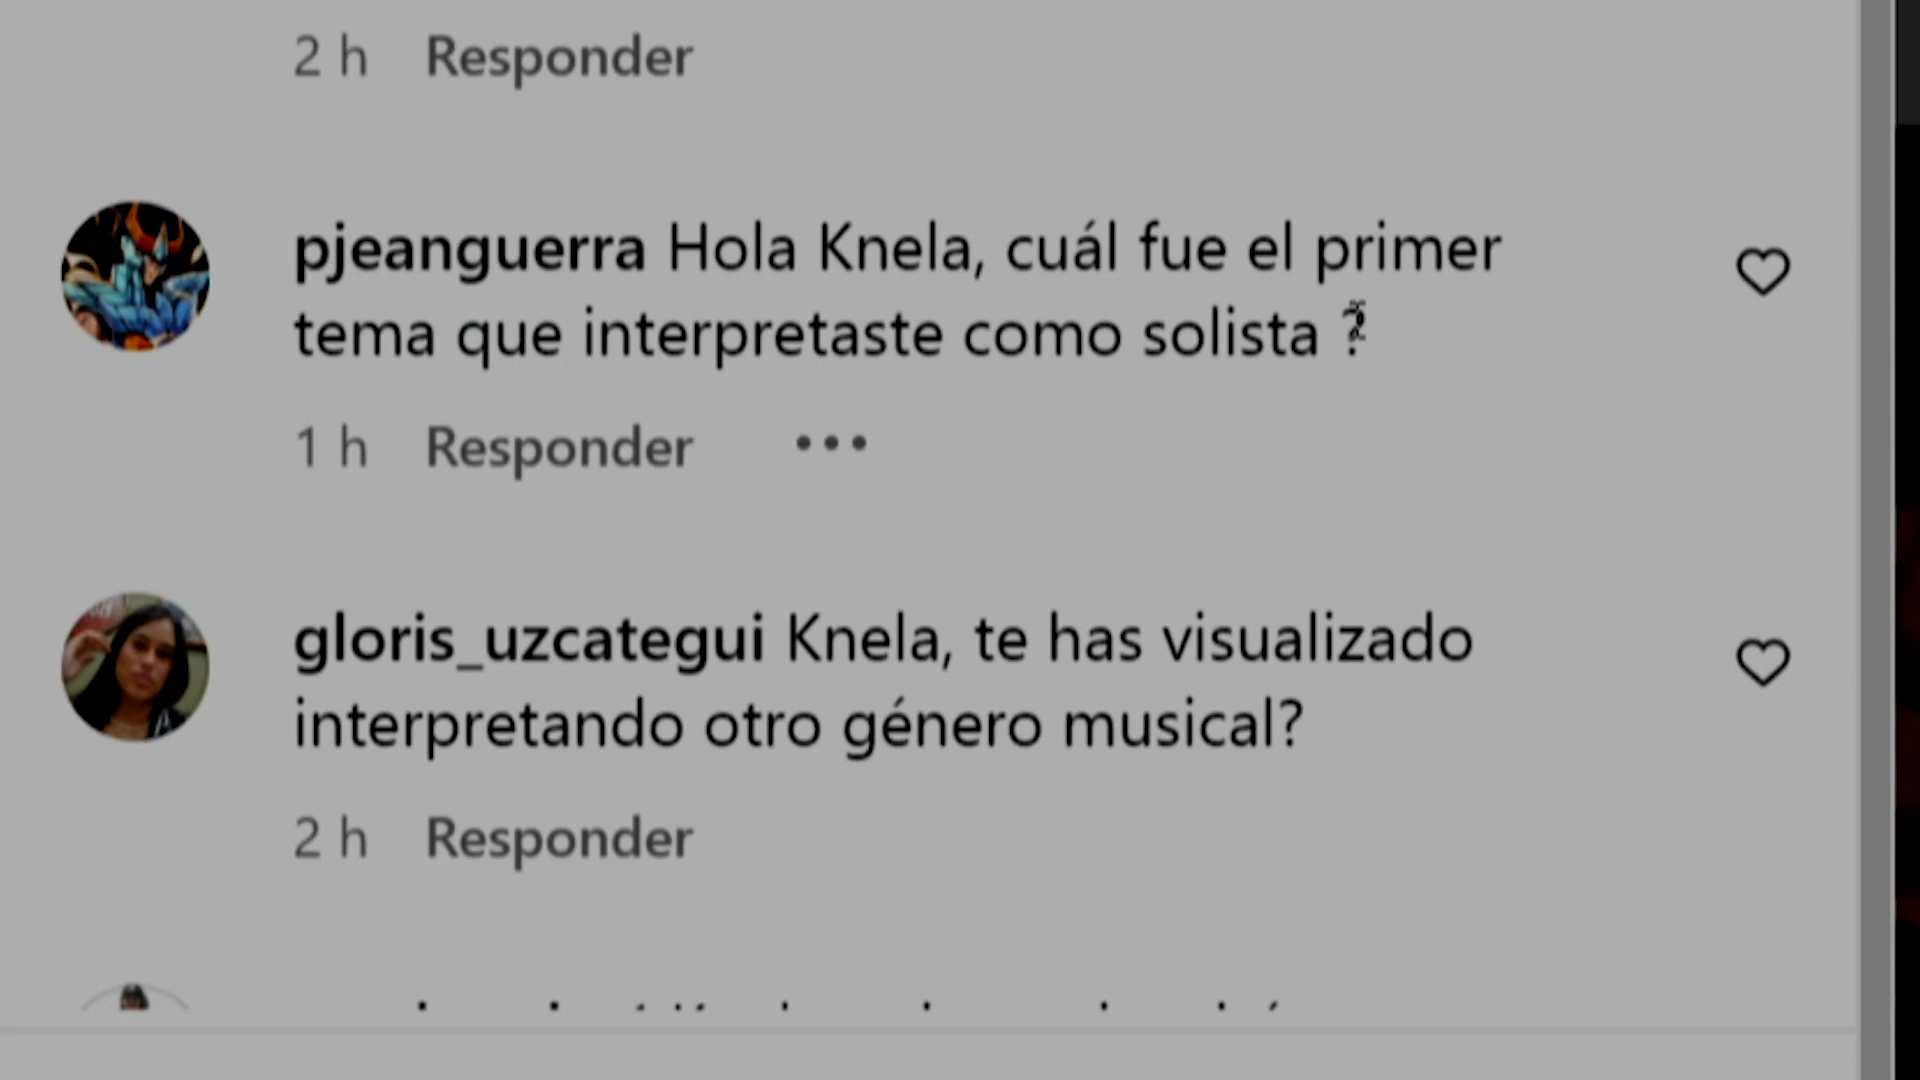 2 h Responder
pjeanguerra Hola Knela, cuál fue el primer
tema que interpretaste como solista ?
1 h Responder •••
gloris_uzcategui Knela, te has visualizado
interpretando otro género musical?
2 h Responder